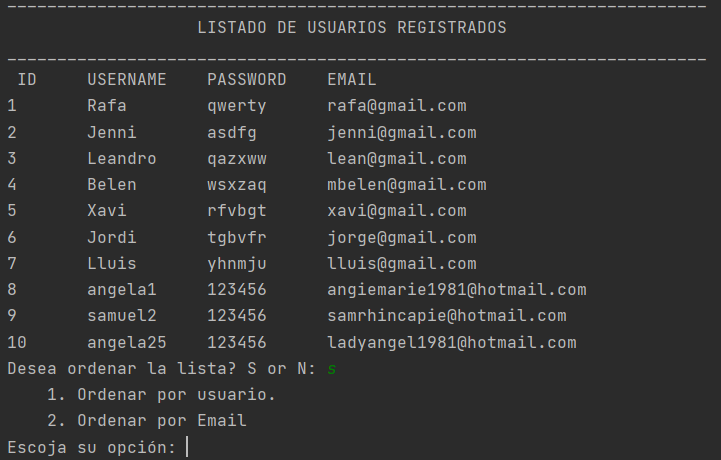 LISTADO DE USUARIOS REGISTRADOS
ID USERNAME PASSWORD EMAIL
1 Rafa qwerty rafa@gmail.com
2 Jenni asdfg jenni@gmail.com
3 Leandro qazxww lean@gmail.com
4 Belen wsxzaq mbelen@gmail.com
5 Xavi rfvbgt xavi@gmail.com
6 Jordi tgbvfr jorge@gmail.com
7 Lluis yhnmju lluis@gmail.com
8 angela1 123456 angiemarie1981@hotmail.com
9 samuel2 123456 samrhincapie@hotmail.com
10 angela25 123456 ladyangel1981@hotmail.com
Desea ordenar la lista? S or N: s
1. Ordenar por usuario.
2. Ordenar por Email
Escoja su opción: